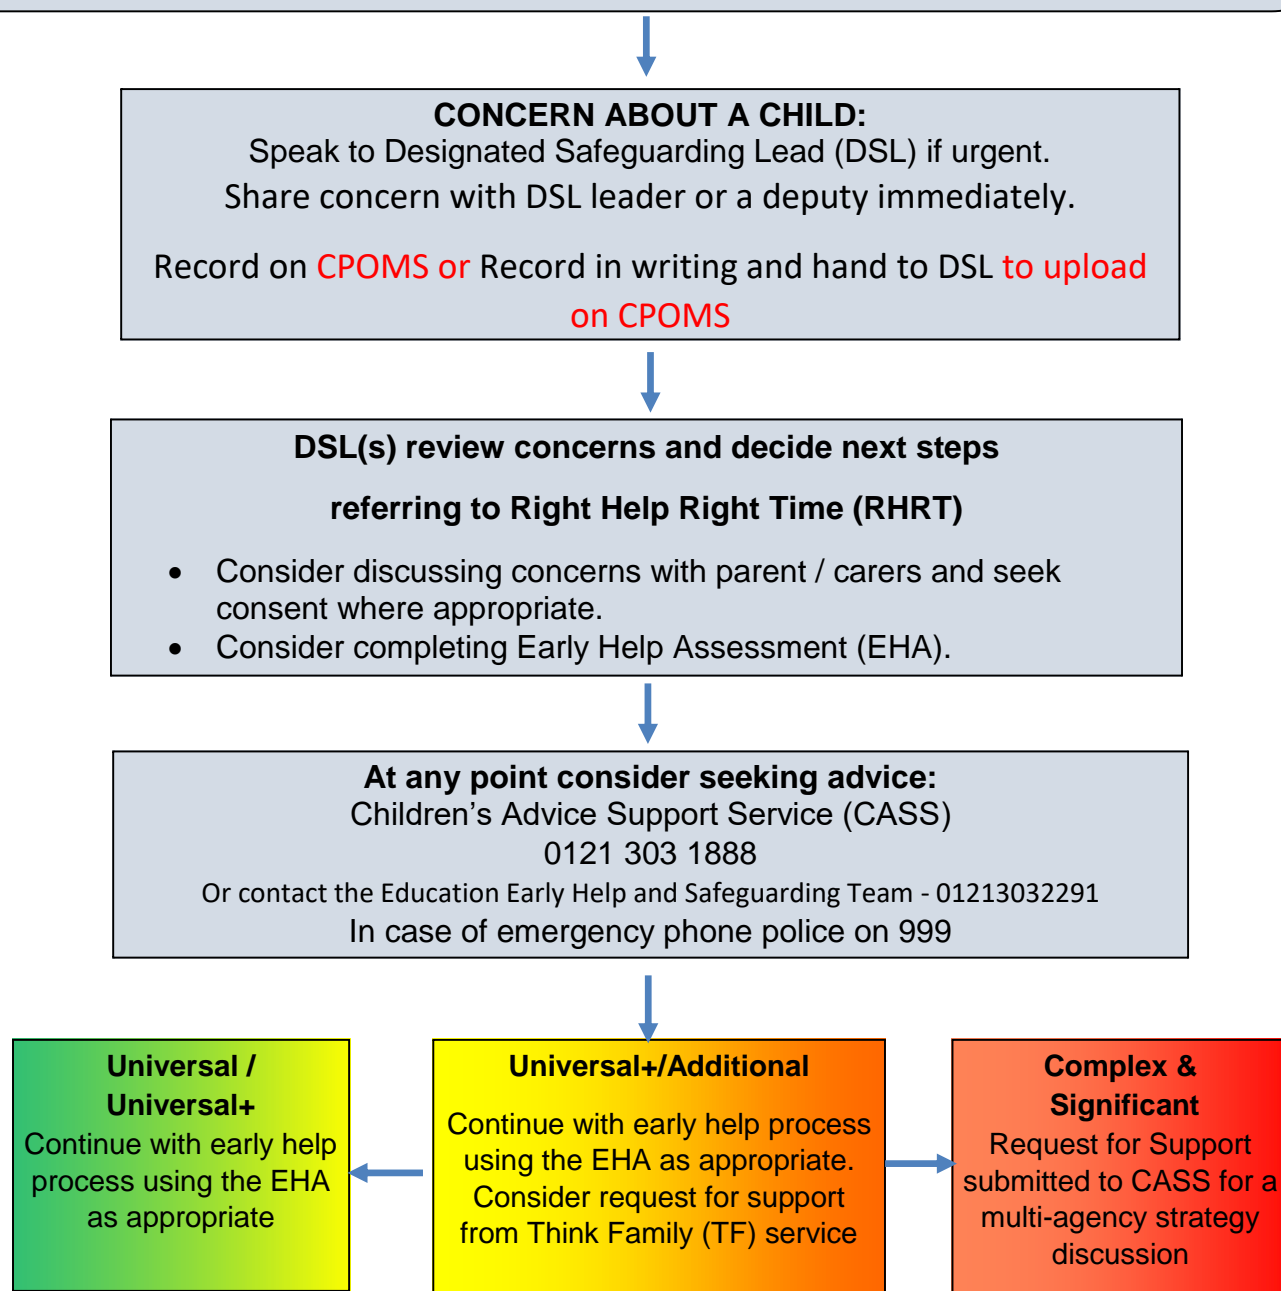 CONCERN ABOUT A CHILD:
Speak to Designated Safeguarding Lead (DSL) if urgent.
Share concern with DSL leader or a deputy immediately.
Record on CPOMS or Record in writing and hand to DSL to upload
on CPOMS
DSL(s) review concerns and decide next steps
referring to Right Help Right Time (RHRT)
• Consider discussing concerns with parent / carers and seek
consent where appropriate.
• Consider completing Early Help Assessment (EHA).
At any point consider seeking advice:
Children’s Advice Support Service (CASS)
0121 303 1888
Or contact the Education Early Help and Safeguarding Team - 01213032291
In case of emergency phone police on 999
Universal /
Universal+
Continue with early help
process using the EHA
as appropriate
Universal+/Additional
Continue with early help process
using the EHA as appropriate.
Consider request for support
from Think Family (TF) service
Complex &
Significant
Request for Support
submitted to CASS for a
multi-agency strategy
discussion